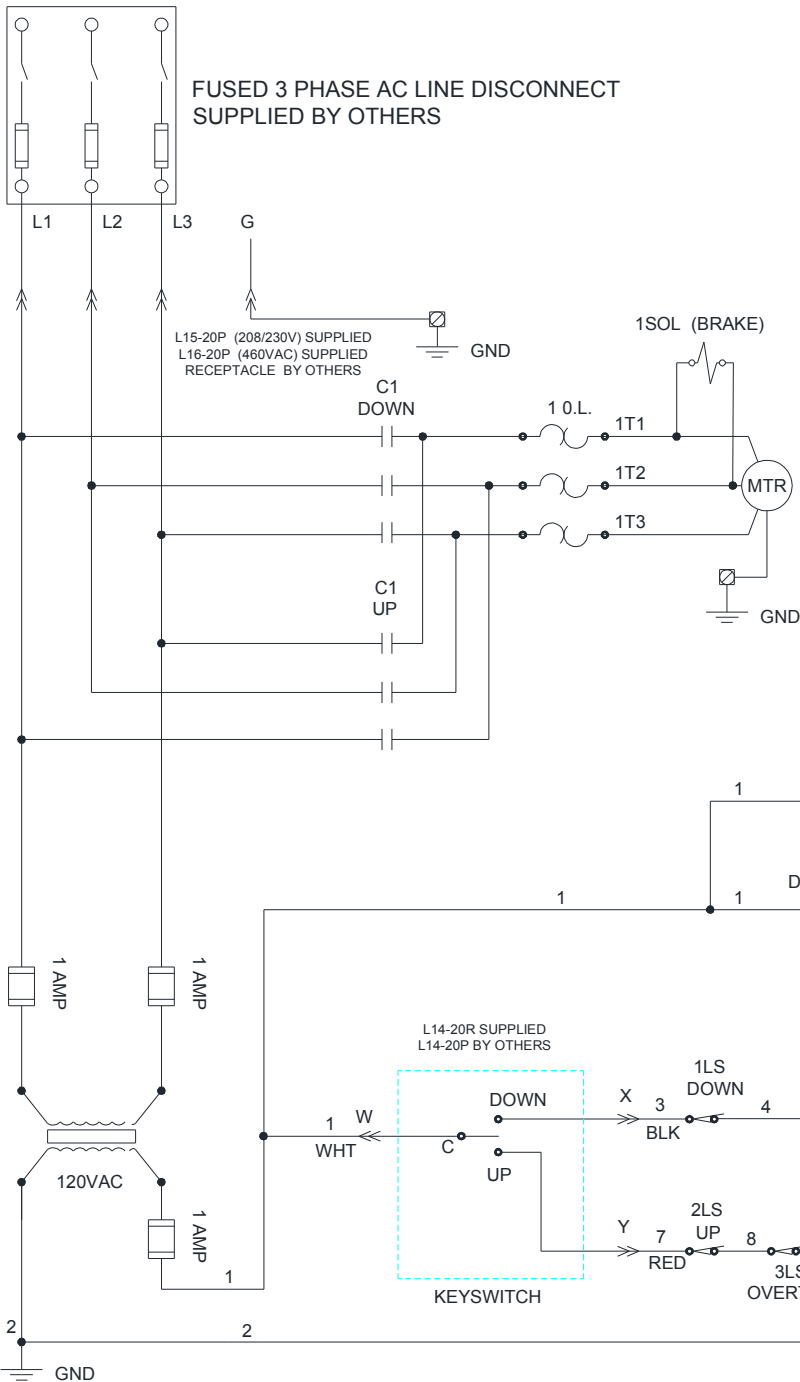 FUSED 3 PHASE AC LINE DISCONNECT
SUPPLIED BY OTHERS
L1
L2
L3
G
L15-20P (208/230V) SUPPLIED
L16-20P (460VAC) SUPPLIED
RECEPTACLE BY OTHERS
GND
1SOL (BRAKE)
C1
DOWN
1 0.L.
1T1
1T2
MTR
1T3
C1
UP
GND
1
1
1
D
1 AMP
1 AMP
L14-20R SUPPLIED
L14-20P BY OTHERS
1LS
DOWN
DOWN
X
3
4
BLK
1
W
WHT
C
UP
120VAC
1 AMP
2LS
UP
Y
7
8
RED
3LS
OVERT
1
KEYSWITCH
2
2
GND